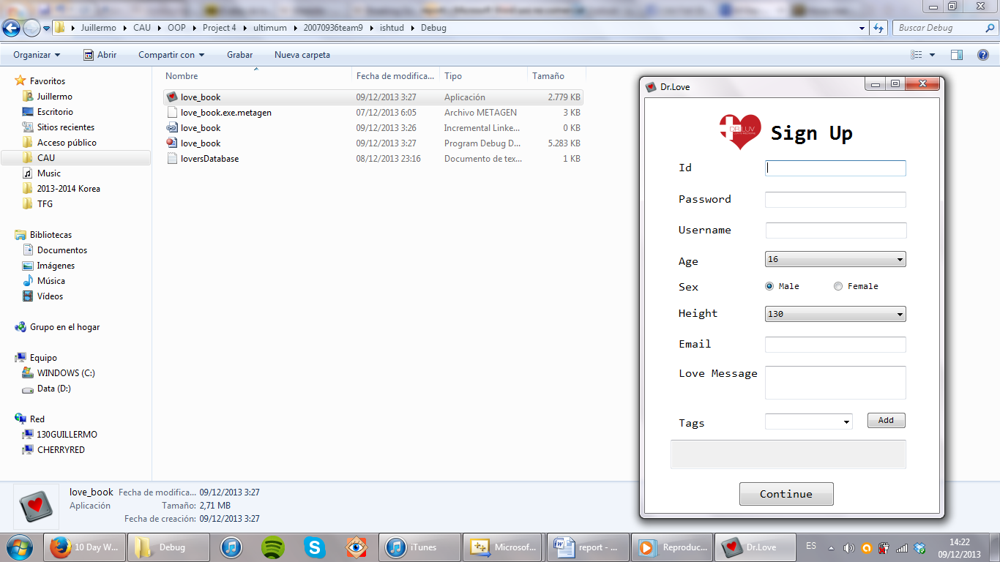 Juillermo ▸ CAU ▸ OOP ▸ Project 4 ▸ ultimum ▸ 20070936team9 ▸ ishtud ▸ Debug
Buscar Debug
Organizar Abrir Compartir con Grabar Nueva carpeta
Favoritos
Juillermo
Escritorio
Sitios recientes
Acceso público
CAU
Music
2013-2014 Korea
TFG
Bibliotecas
Documentos
Imágenes
Música
Vídeos
Grupo en el hogar
Equipo
WINDOWS (C:)
Data (D:)
Red
130GUILLERMO
CHERRYRED
Nombre Fecha de modifica... Tipo Tamaño
love_book 09/12/2013 3:27 Aplicación 2.779 KB
love_book.exe.metagen 07/12/2013 6:05 Archivo METAGEN 3 KB
love_book 09/12/2013 3:26 Incremental Linke... 0 KB
love_book 09/12/2013 3:27 Program Debug D... 5.283 KB
loversDatabase 08/12/2013 23:16 Documento de tex... 1 KB
Dr.Love
Sign Up
Id
Password
Username
Age 16
Sex Male Female
Height 130
Email
Love Message
Tags Add
Continue
love_book Fecha de modifica... 09/12/2013 3:27
Aplicación Tamaño: 2,71 MB
Fecha de creación: 09/12/2013 3:27
10 Day W... Debug iTunes Microsof... report - ... Reproduc... Dr.Love ES 14:22
09/12/2013